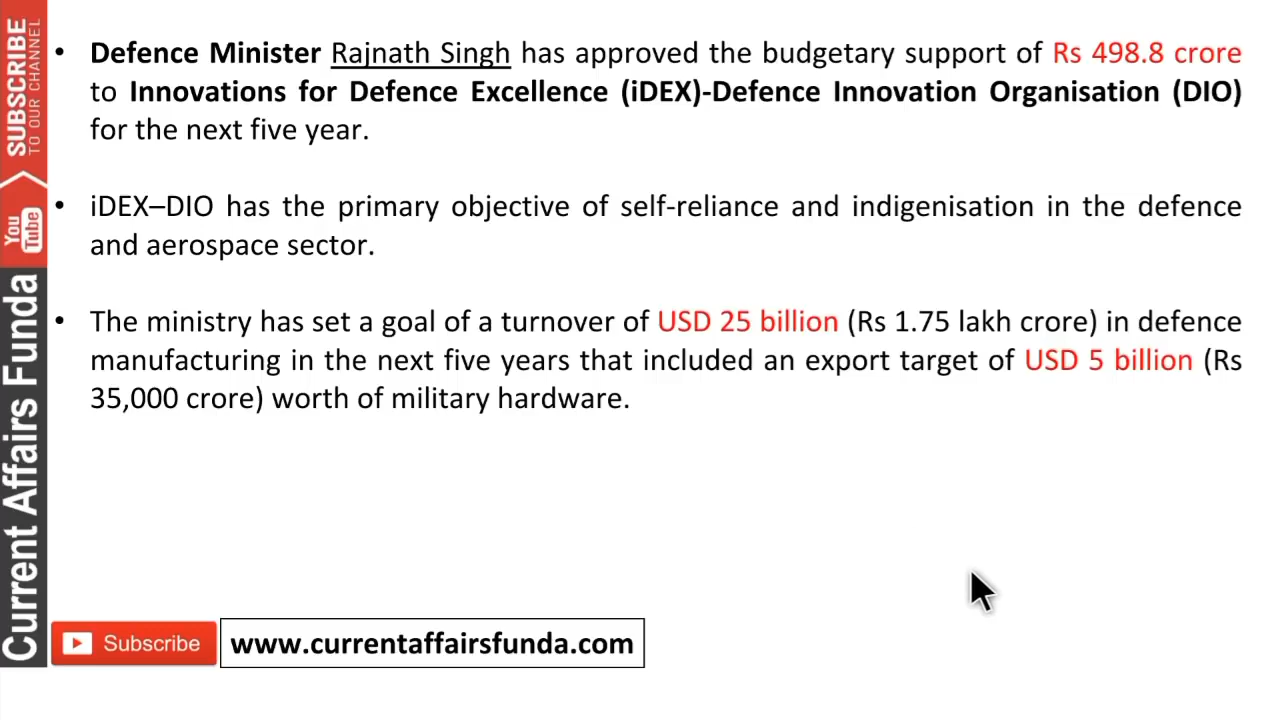 SUBSCRIBE
TO OUR CHANNEL
You
Tube
Current Affairs Funda
• Defence Minister Rajnath Singh has approved the budgetary support of Rs 498.8 crore
to Innovations for Defence Excellence (iDEX)-Defence Innovation Organisation (DIO)
for the next five year.
• iDEX–DIO has the primary objective of self-reliance and indigenisation in the defence
and aerospace sector.
• The ministry has set a goal of a turnover of USD 25 billion (Rs 1.75 lakh crore) in defence
manufacturing in the next five years that included an export target of USD 5 billion (Rs
35,000 crore) worth of military hardware.
Subscribe
www.currentaffairsfunda.com